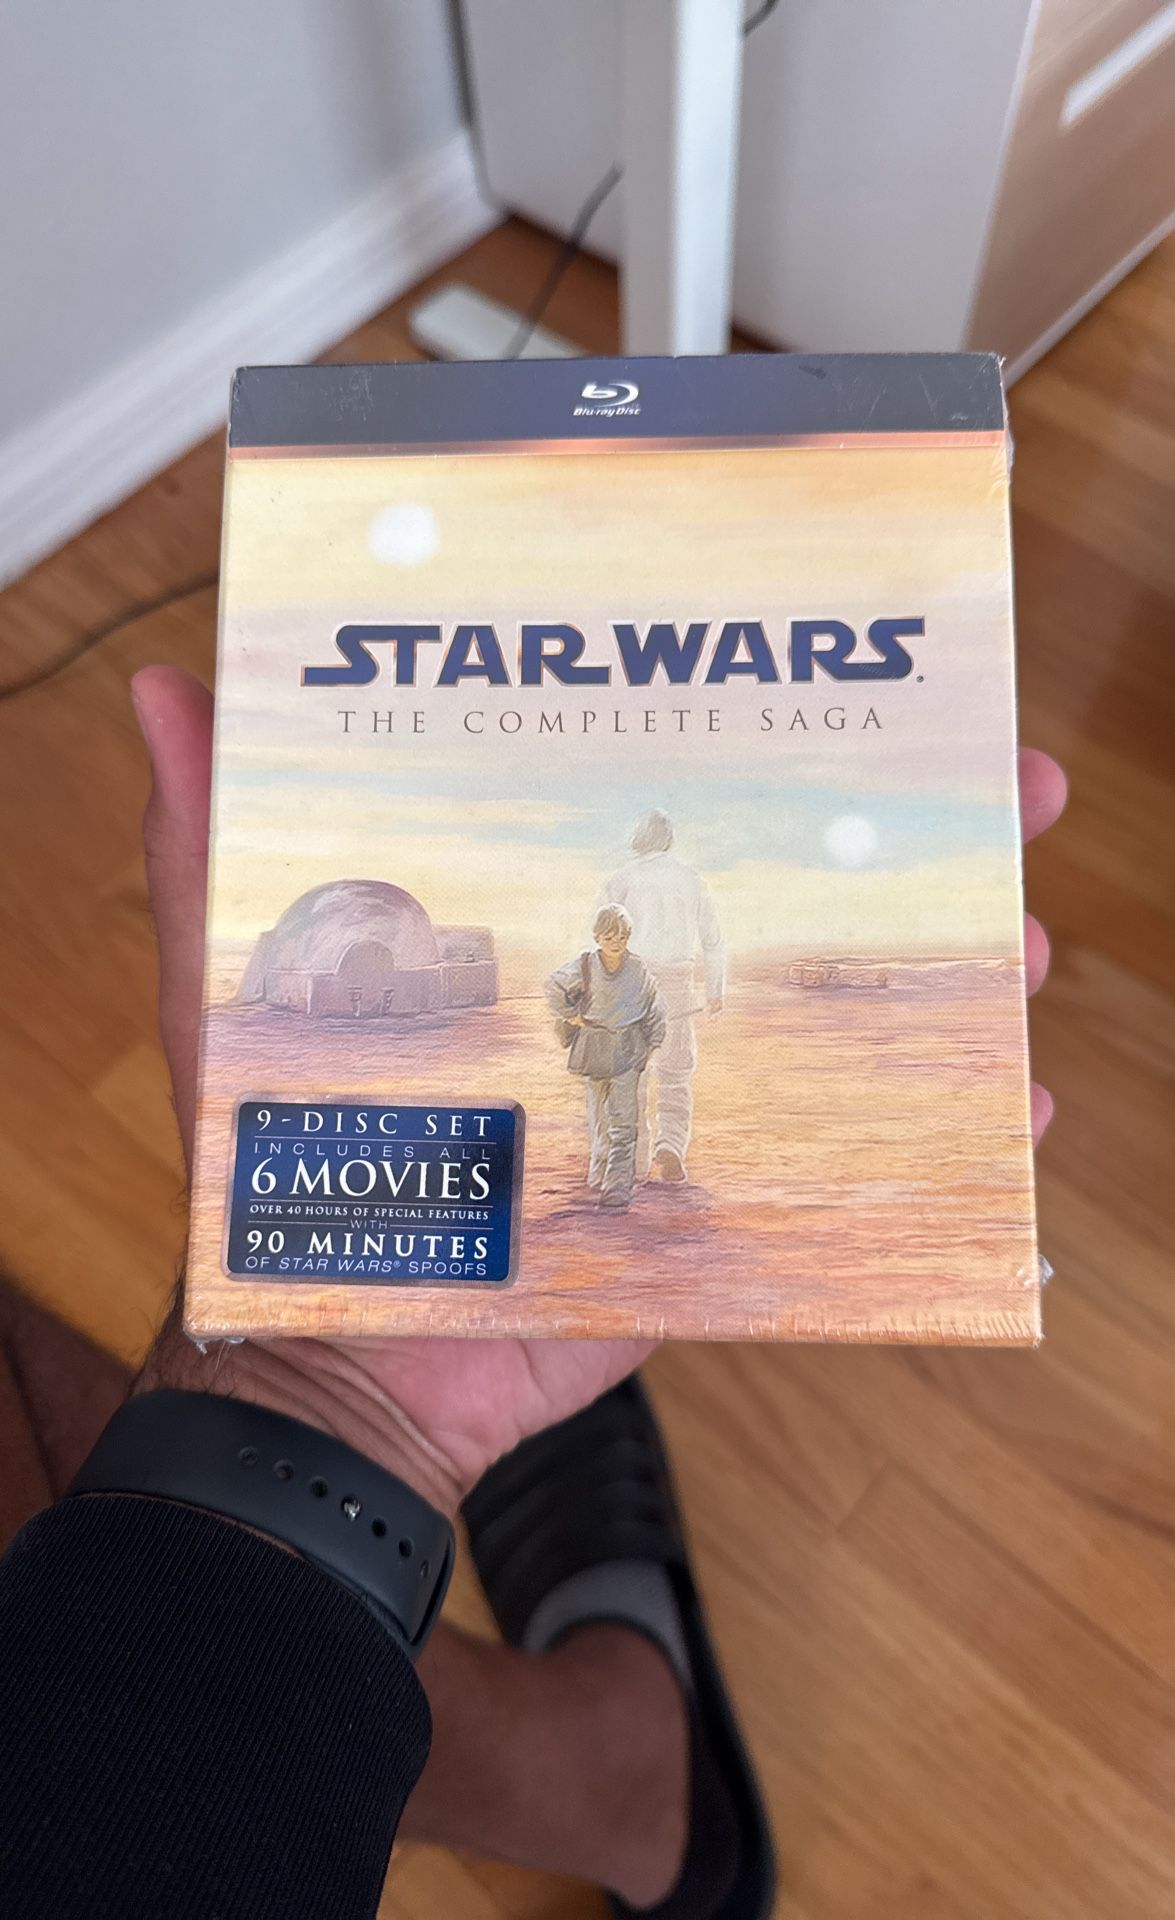 Blu-ray Disc
STAR WARS.
THE COMPLETE SAGA
9-DISC SET
INCLUDES ALL
6 MOVIES
OVER 40 HOURS OF SPECIAL FEATURES
WITH
90 MINUTES
OF STAR WARS® SPOOFS